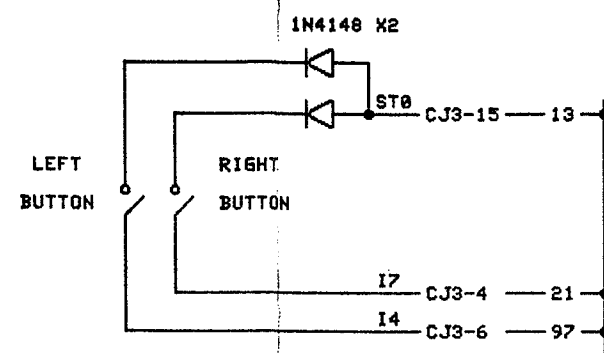 1N4148 X2
ST0
CJ3-15 13
LEFT BUTTON
RIGHT BUTTON
I7
CJ3-4 21
I4
CJ3-6 97